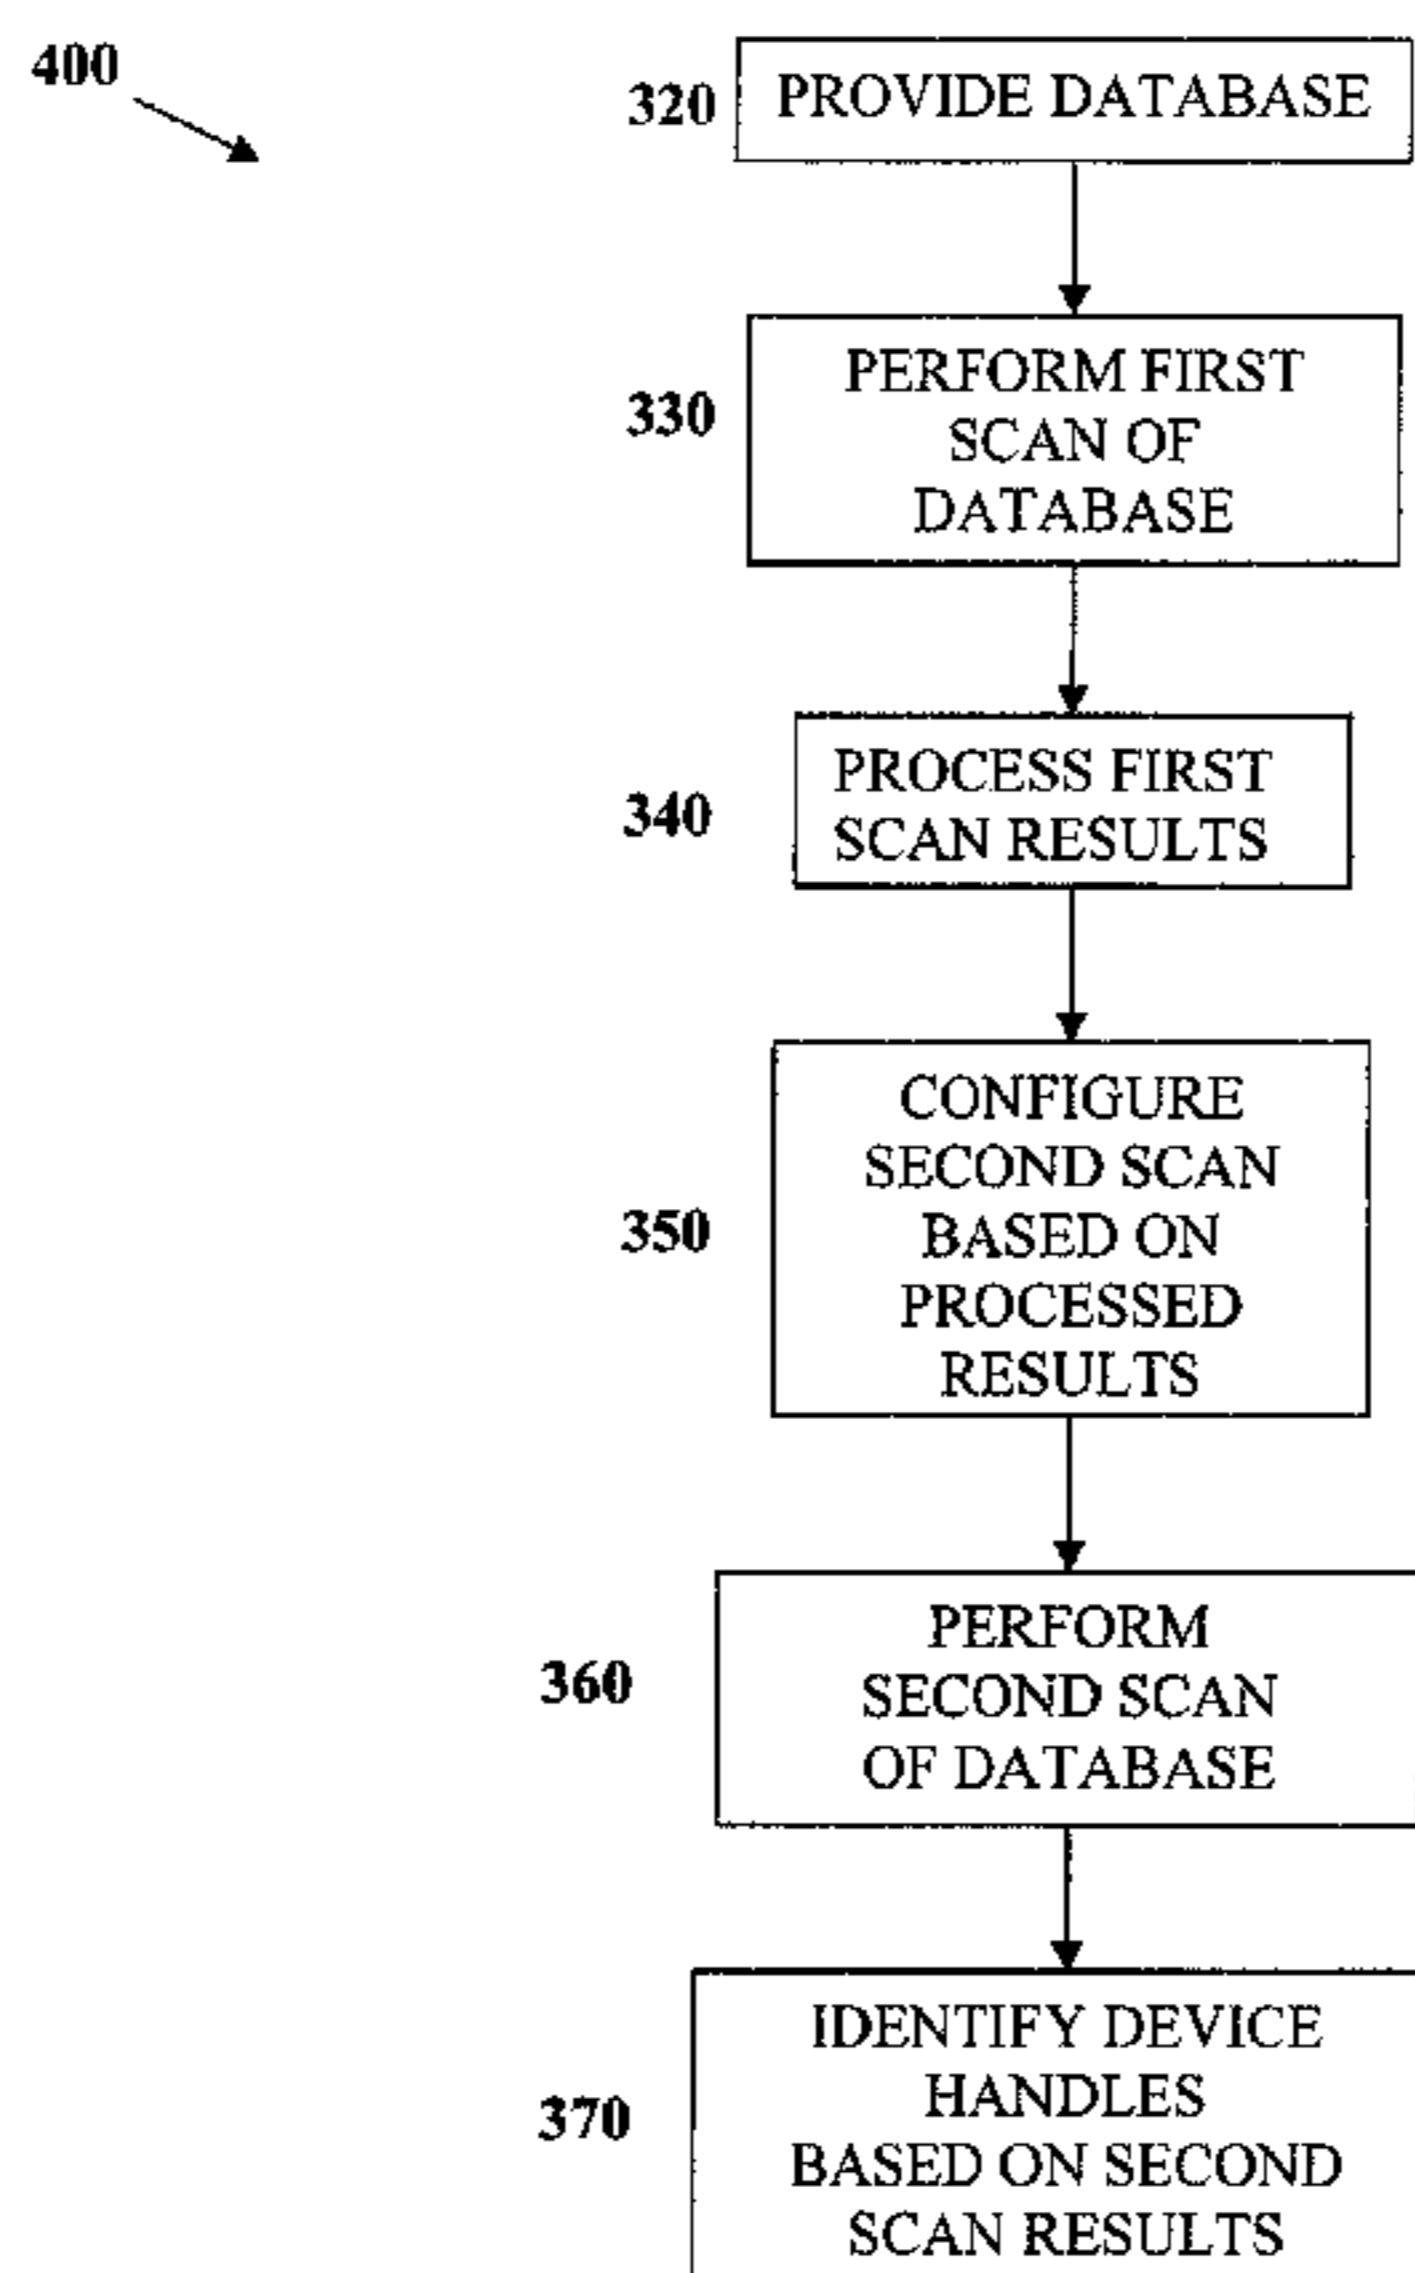 400
320
PROVIDE DATABASE
330
PERFORM FIRST
SCAN OF
DATABASE
340
PROCESS FIRST
SCAN RESULTS
350
CONFIGURE
SECOND SCAN
BASED ON
PROCESSED
RESULTS
360
PERFORM
SECOND SCAN
OF DATABASE
370
IDENTIFY DEVICE
HANDLES
BASED ON SECOND
SCAN RESULTS